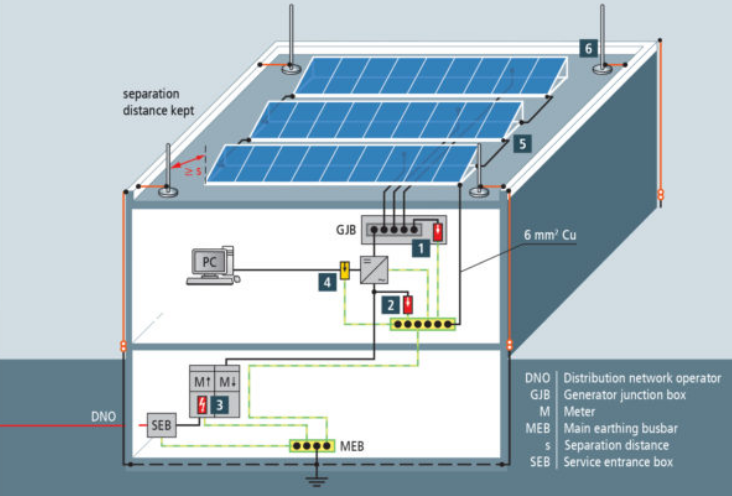 6
separation
distance kept
5
≥ s
GJB
1
6 mm² Cu
PC
4
2
DNO
M↑
M↓
3
SEB
MEB
DNO Distribution network operator
GJB Generator junction box
M Meter
MEB Main earthing busbar
s Separation distance
SEB Service entrance box